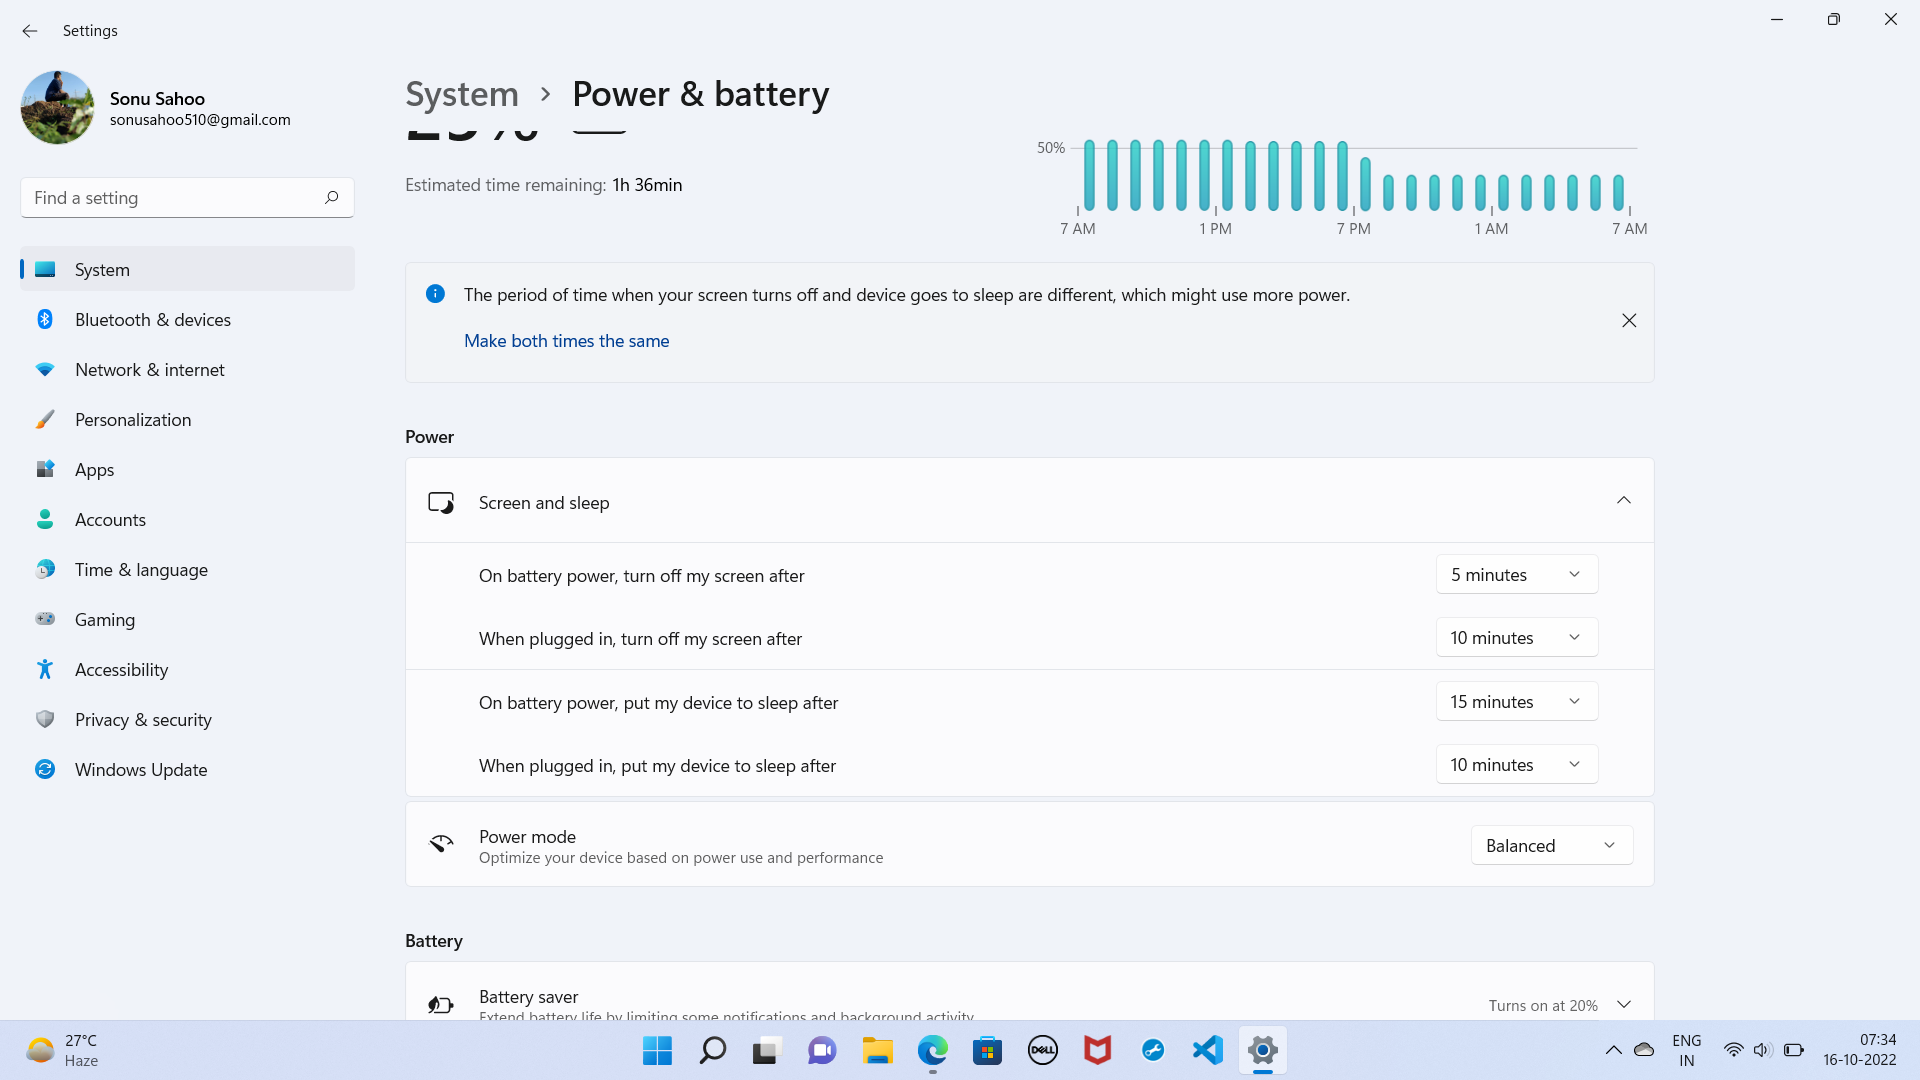 Settings
Sonu Sahoo
sonusahoo510@gmail.com
Find a setting
System
Bluetooth & devices
Network & internet
Personalization
Apps
Accounts
Time & language
Gaming
Accessibility
Privacy & security
Windows Update
System > Power & battery
Estimated time remaining: 1h 36min
50%
7 AM 1 PM 7 PM 1 AM 7 AM
The period of time when your screen turns off and device goes to sleep are different, which might use more power.
Make both times the same
Power
Screen and sleep
On battery power, turn off my screen after 5 minutes
When plugged in, turn off my screen after 10 minutes
On battery power, put my device to sleep after 15 minutes
When plugged in, put my device to sleep after 10 minutes
Power mode
Optimize your device based on power use and performance
Balanced
Battery
Battery saver
Extend battery life by limiting some notifications and background activity
Turns on at 20%
27°C
Haze
DELL
ENG
IN
07:34
16-10-2022